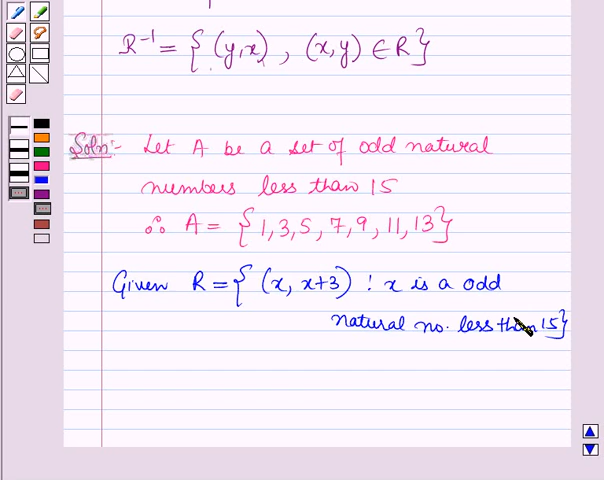 R⁻¹ = { (y,x) , (x,y) ∈ R}
Soln:- Let A be a set of odd natural
numbers less than 15
∴ A = {1, 3, 5, 7, 9, 11, 13}
Given R = { (x, x+3) : x is a odd
natural no. less than 15}